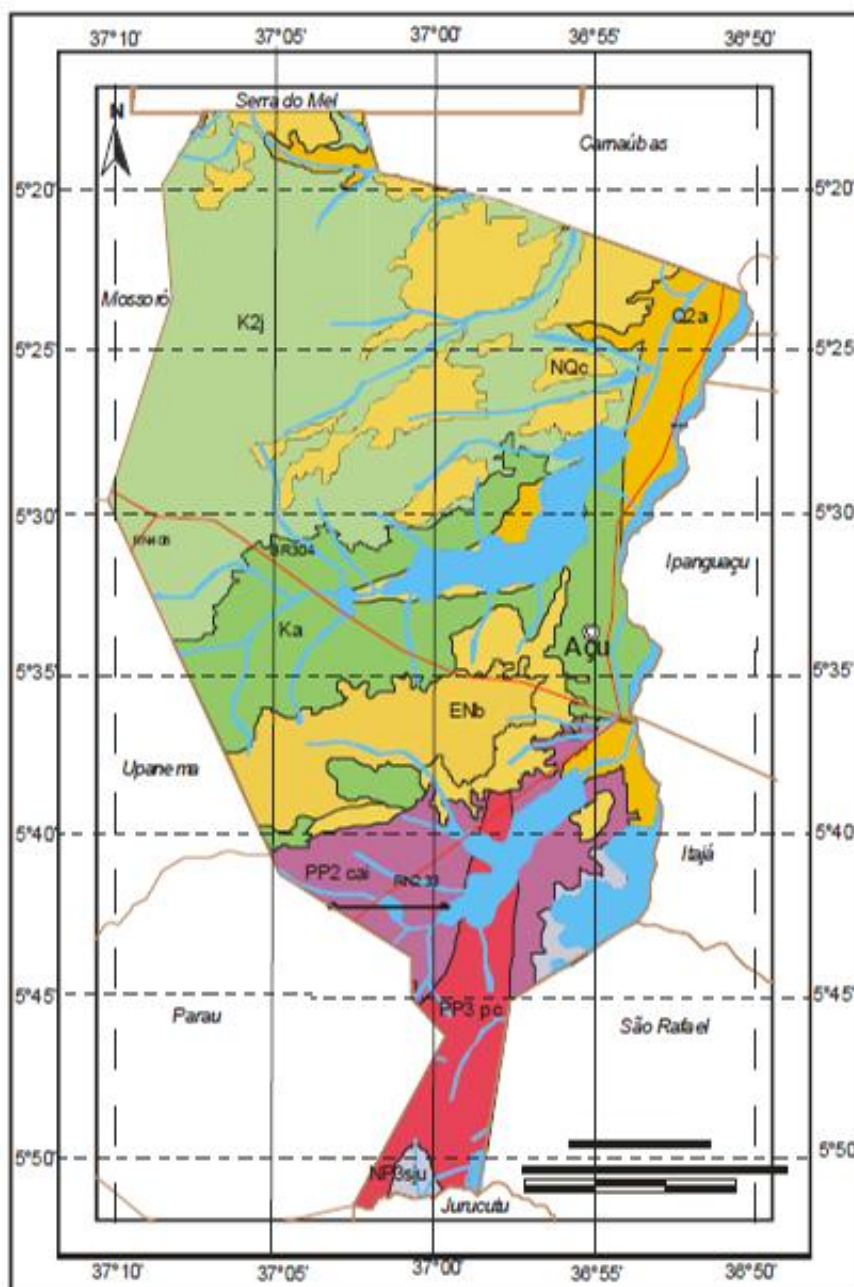 37°10' 37°05' 37°00' 36°55' 36°50'
Serra do Mel
N
Carnaúbas
5°20' 5°20'
Mossoró
K2j
Q2a
5°25' 5°25'
NQc
5°30' 5°30'
BR304
Ipanguaçu
Ka
Açu
5°35' 5°35'
ENb
Upanema
5°40' 5°40'
Itajá
PP2 cai
RN233
5°45' 5°45'
PP3 pc
Parau
São Rafael
5°50' 5°50'
NP3sju
Jurucutu
37°10' 37°05' 37°00' 36°55' 36°50'